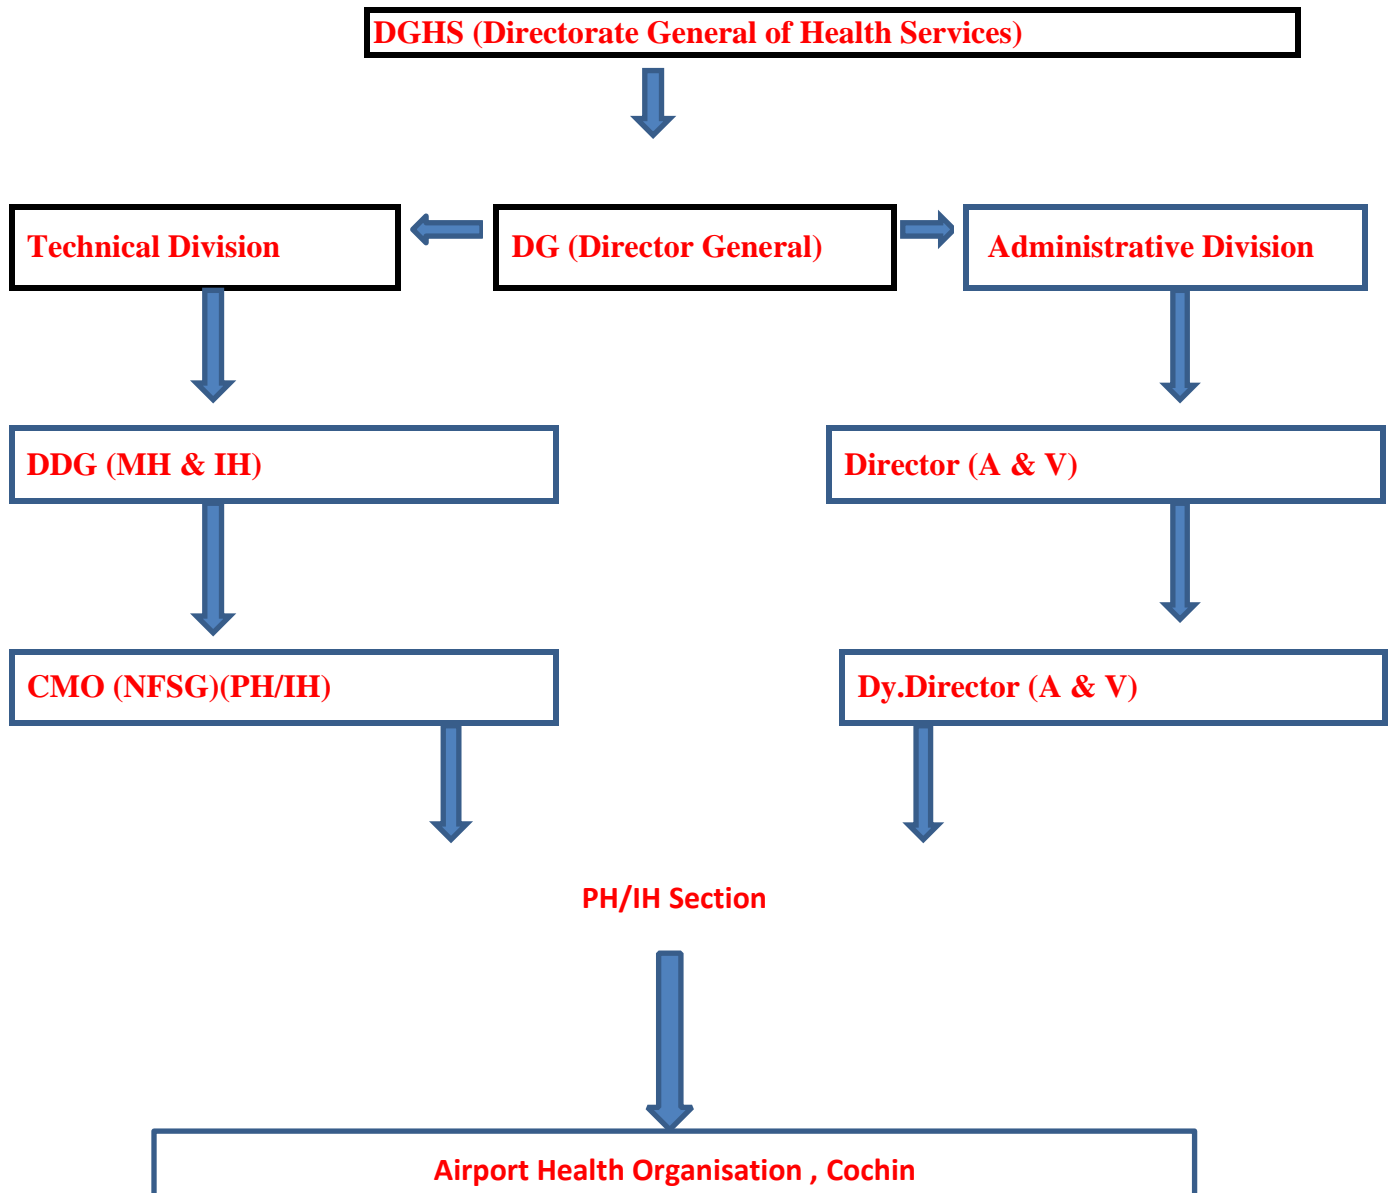 DGHS (Directorate General of Health Services)
Technical Division
DG (Director General)
Administrative Division
DDG (MH & IH)
Director (A & V)
CMO (NFSG)(PH/IH)
Dy.Director (A & V)
PH/IH Section
Airport Health Organisation , Cochin